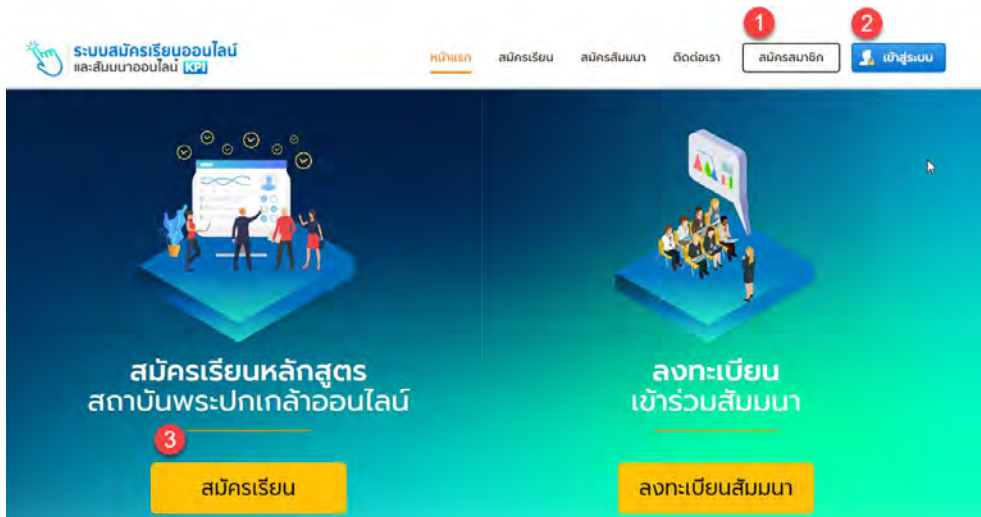 1
2
ระบบสมัครเรียนออนไลน์
และสัมมนาออนไลน์ KPI
หน้าแรก สมัครเรียน สมัครสัมมนา ติดต่อเรา สมัครสมาชิก เข้าสู่ระบบ
สมัครเรียนหลักสูตร
สถาบันพระปกเกล้าออนไลน์
3
สมัครเรียน
ลงทะเบียน
เข้าร่วมสัมมนา
ลงทะเบียนสัมมนา